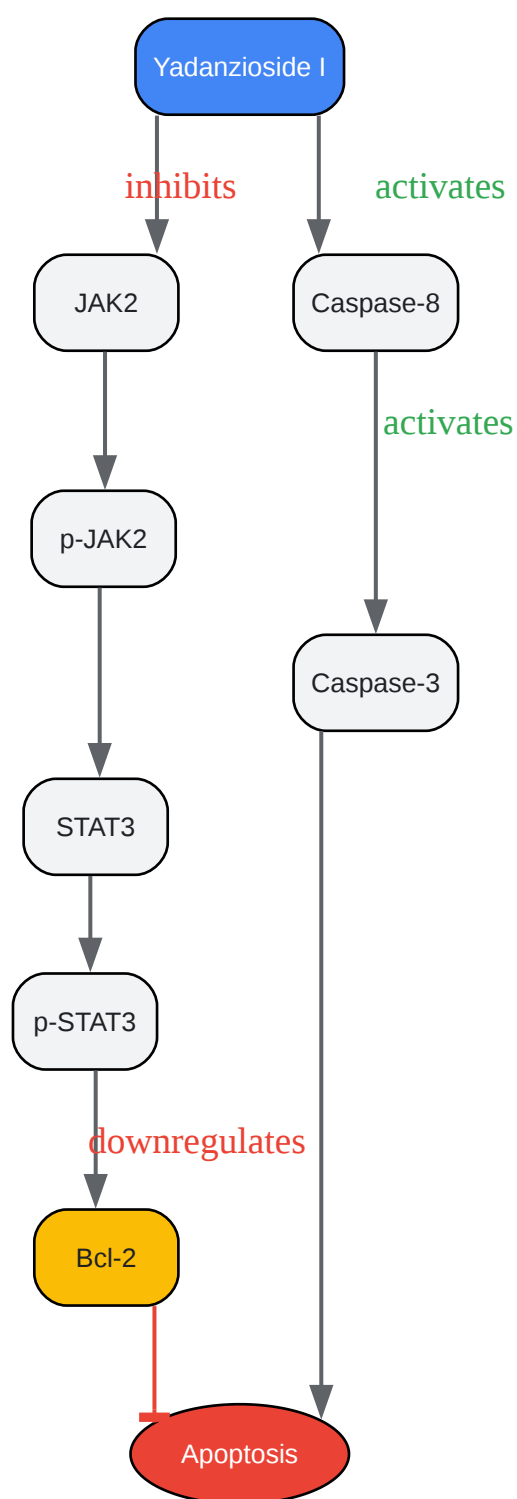 Yadanzioside I
inhibits
activates
JAK2
Caspase-8
activates
p-JAK2
Caspase-3
STAT3
p-STAT3
downregulates
Bcl-2
Apoptosis